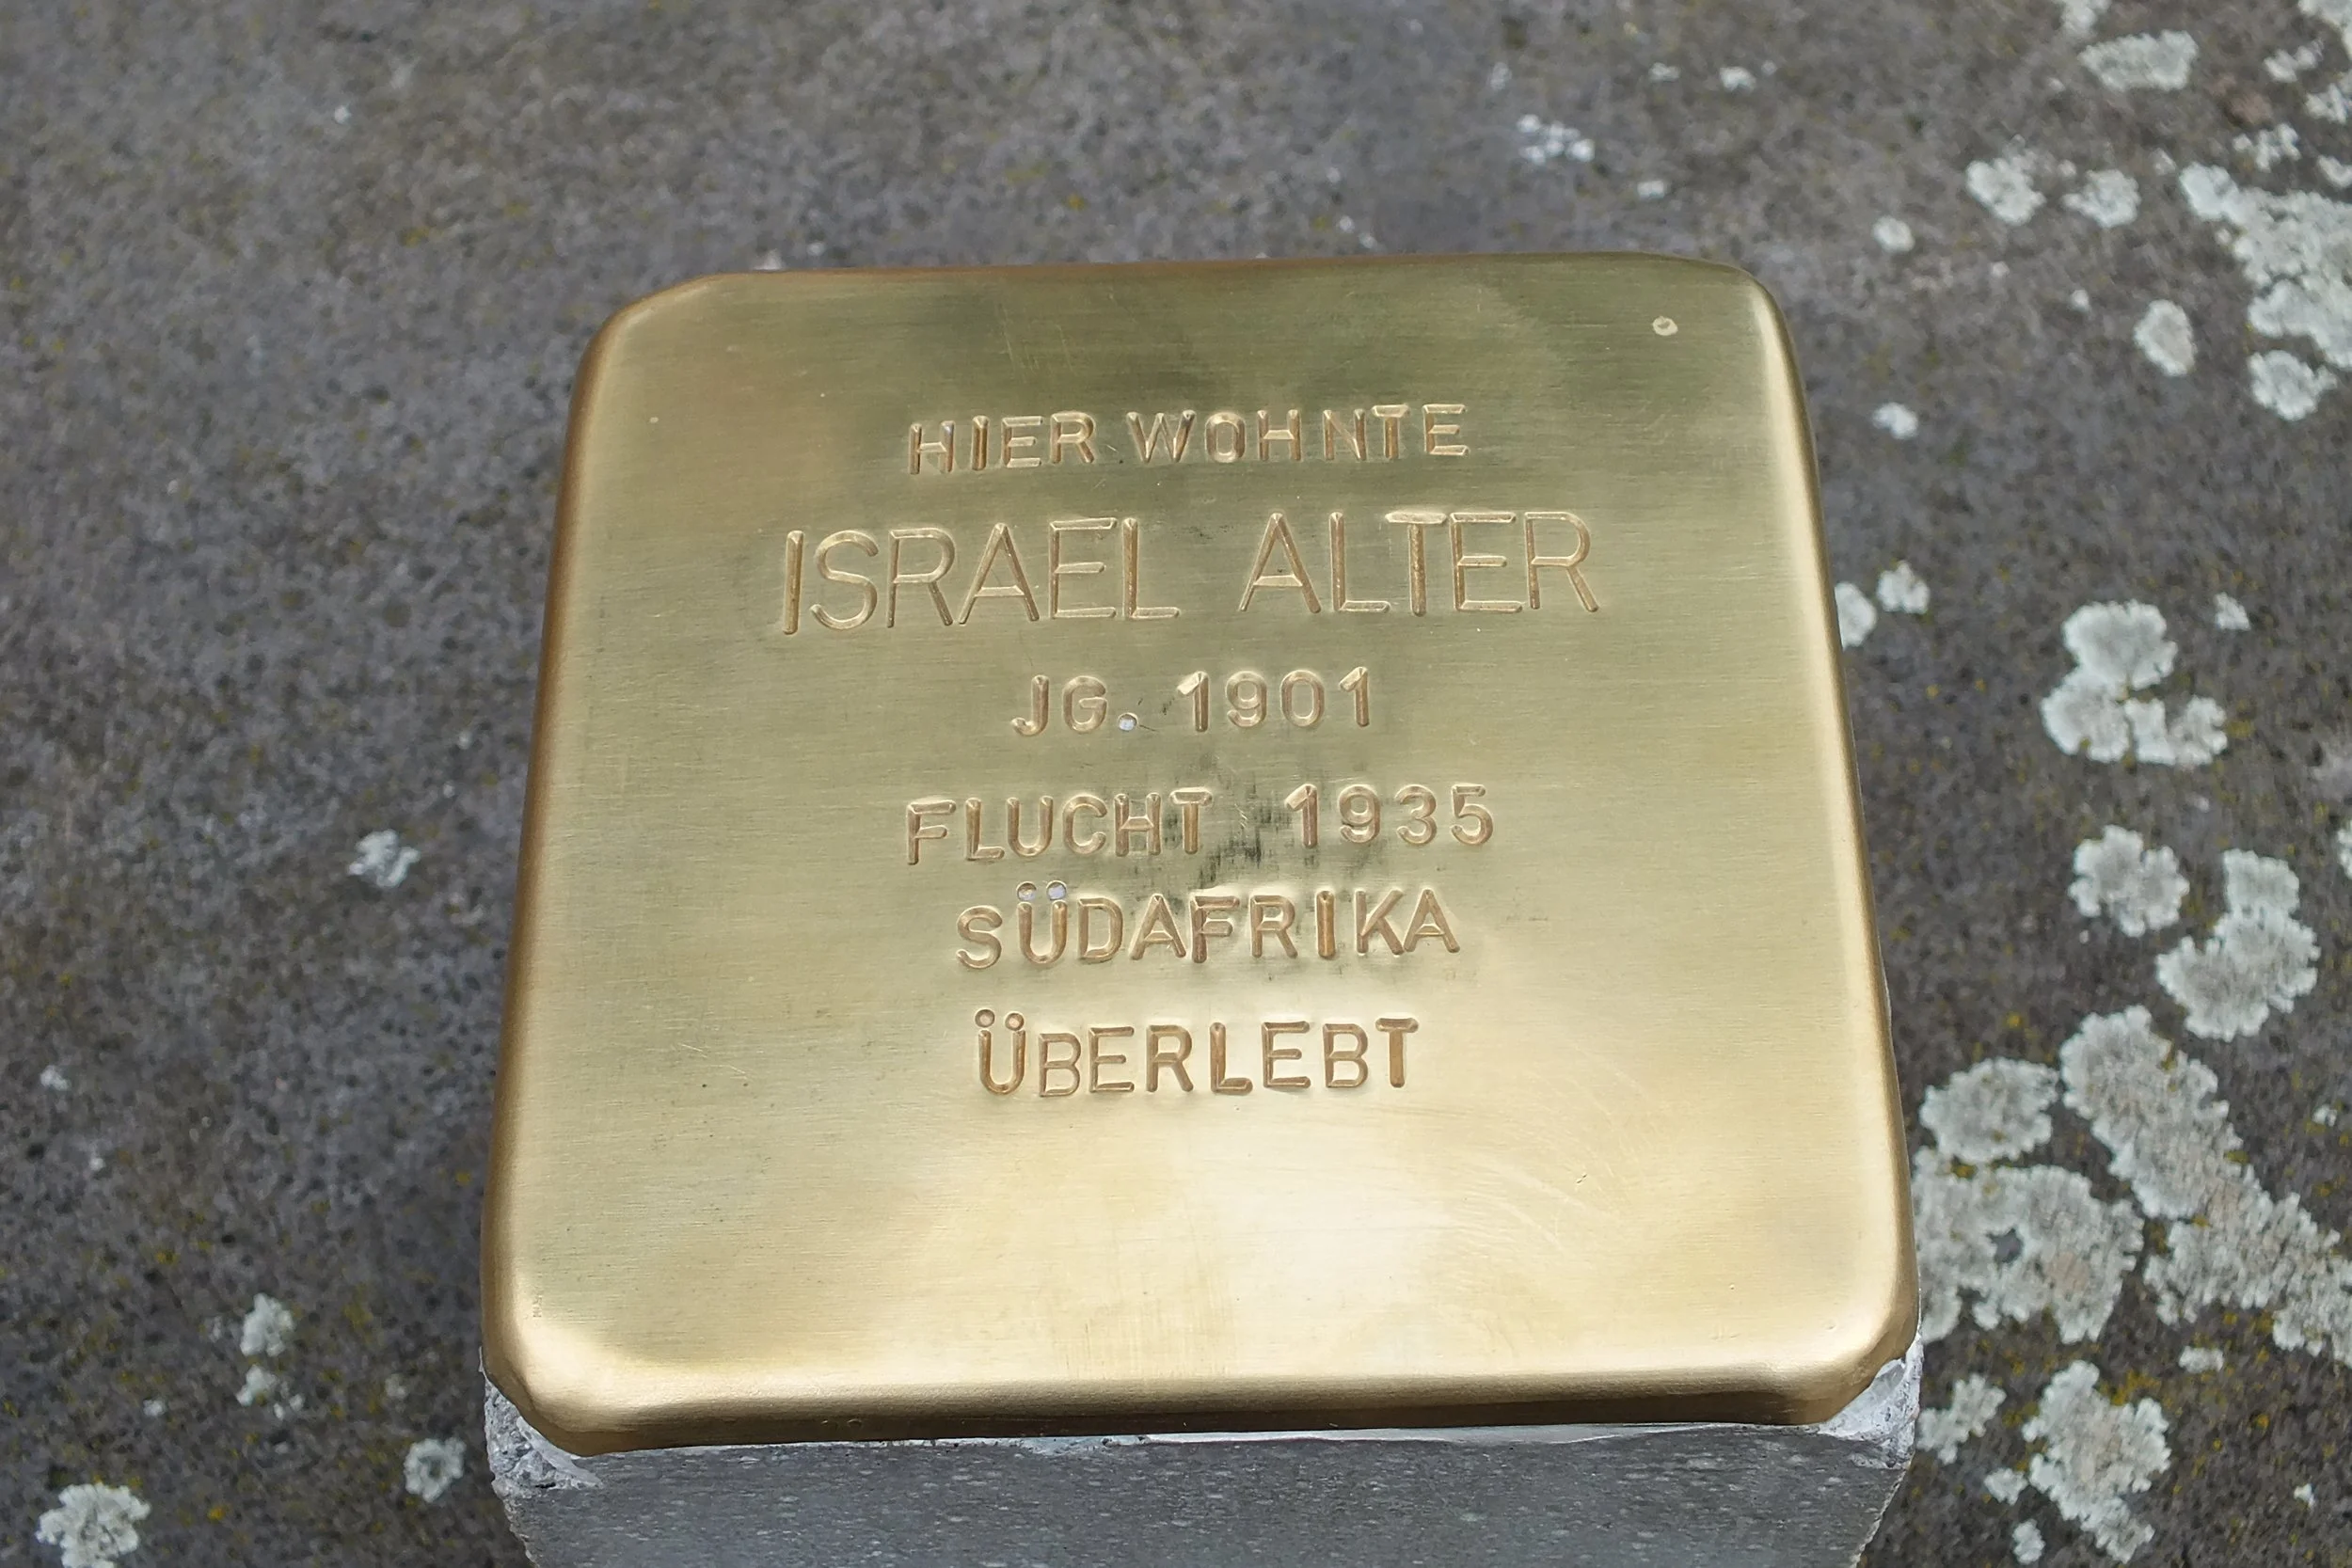 HIER WOHNTE
ISRAEL ALTER
JG. 1901
FLUCHT 1935
SÜDAFRIKA
ÜBERLEBT